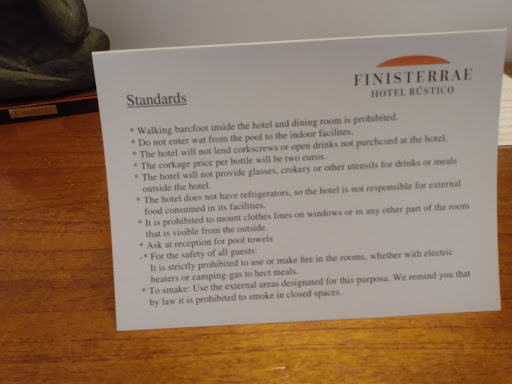 FINISTERRAE
HOTEL RÚSTICO
Standards
* Walking barefoot inside the hotel and dining room is prohibited.
* Do not enter wat from the pool to the indoor facilites.
* The hotel will not lend corkscrews or open drinks not purchcsed at the hotel.
* The corkage price per bottle will be two euros.
* The hotel will not provide glasses, crokery or other utensils for drinks or meals
outside the hotel.
* The hotel does not have refrigerators, so the hotel is not responsible for external
food consumed in its facilities.
* It is prohibited to mount clothes lines on windows or in any other part of the room
that is visible from the outside.
* Ask at reception for pool towels
-* For the safety of all guests:
It is strictly prohibited to use or make fire in the rooms, whether with electric
heaters or camping-gas to hect meals.
* To smake: Use the external areas designated for this purposa. We remind you that
by law it is prohibited to smoke in closed spaces.